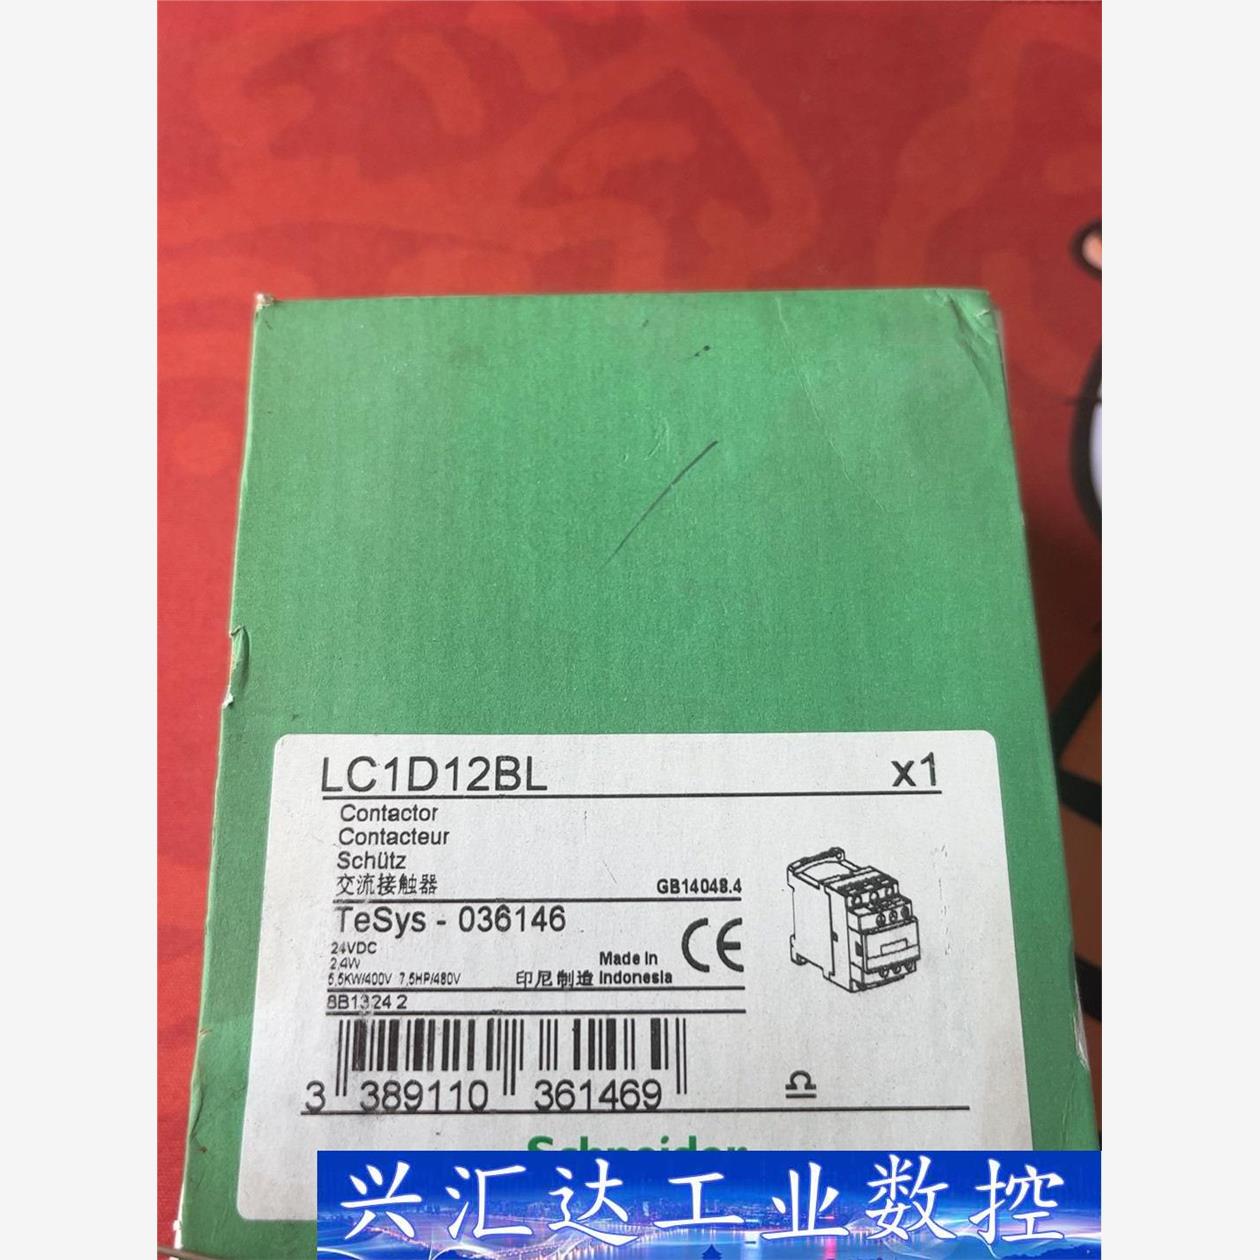 LC1D12BL x1
Contactor
Contacteur
Schütz
交流接触器 GB14048.4
TeSys - 036146
24VDC
2,4W
5,5KW/400V 7,5HP/480V 印尼制造 Made in Indonesia
8B1324 2
3 389110 361469
Schneider
兴汇达工业数控